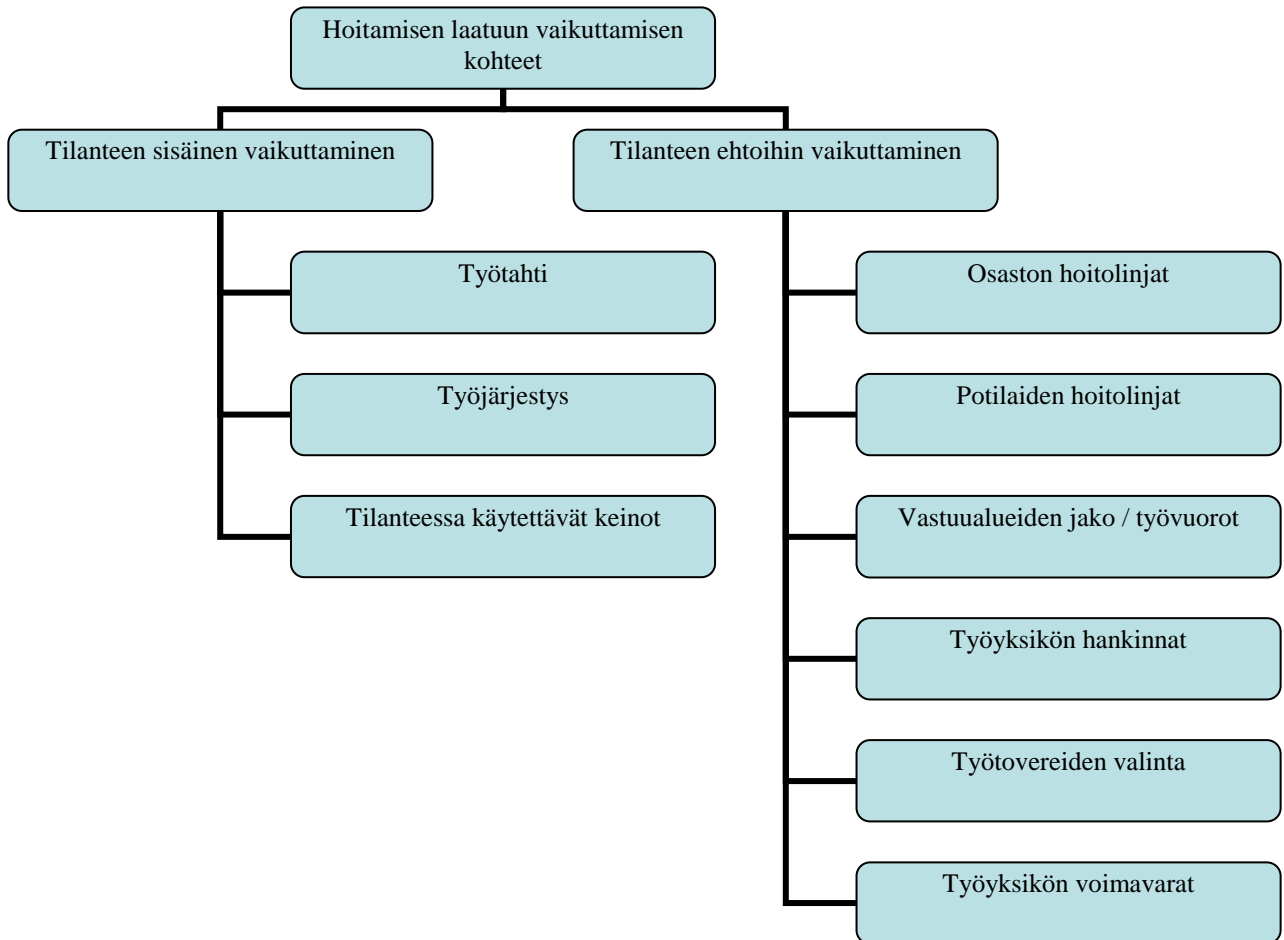 Hoitamisen laatuun vaikuttamisen
kohteet
Tilanteen sisäinen vaikuttaminen
Tilanteen ehtoihin vaikuttaminen
Työtahti
Työjärjestys
Tilanteessa käytettävät keinot
Osaston hoitolinjat
Potilaiden hoitolinjat
Vastuualueiden jako / työvuorot
Työyksikön hankinnat
Työtovereiden valinta
Työyksikön voimavarat